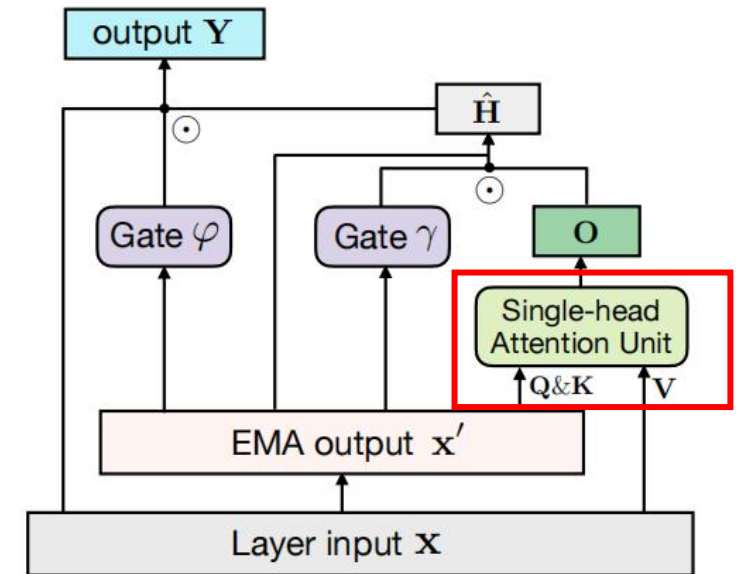 output Y
Ĥ
⊙
Gate φ
Gate γ
⊙
O
Single-head
Attention Unit
Q&K
V
EMA output x′
Layer input X